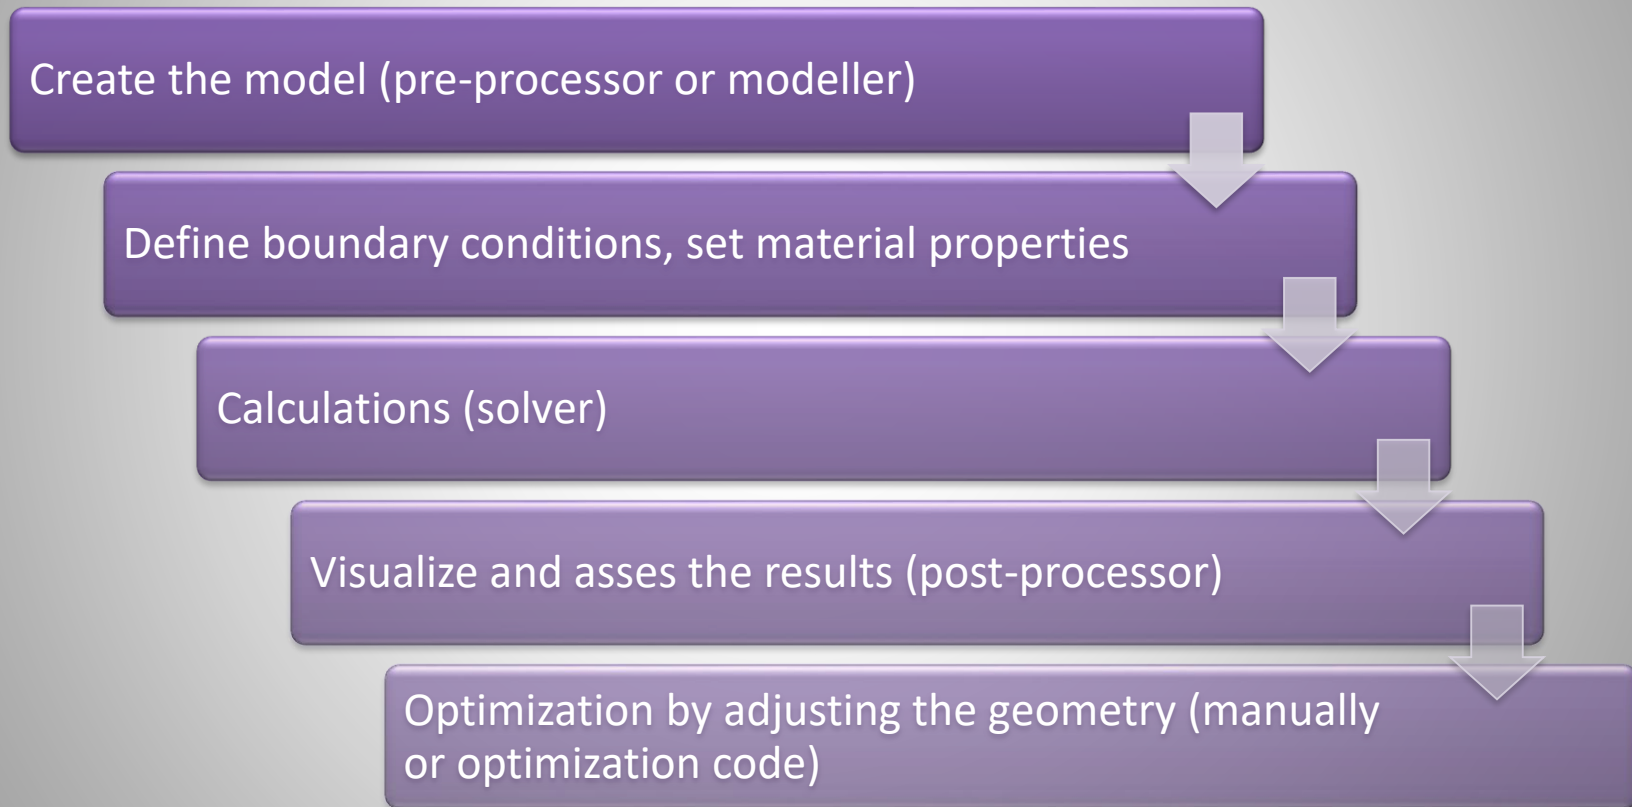 Create the model (pre-processor or modeller)
Define boundary conditions, set material properties
Calculations (solver)
Visualize and asses the results (post-processor)
Optimization by adjusting the geometry (manually
or optimization code)